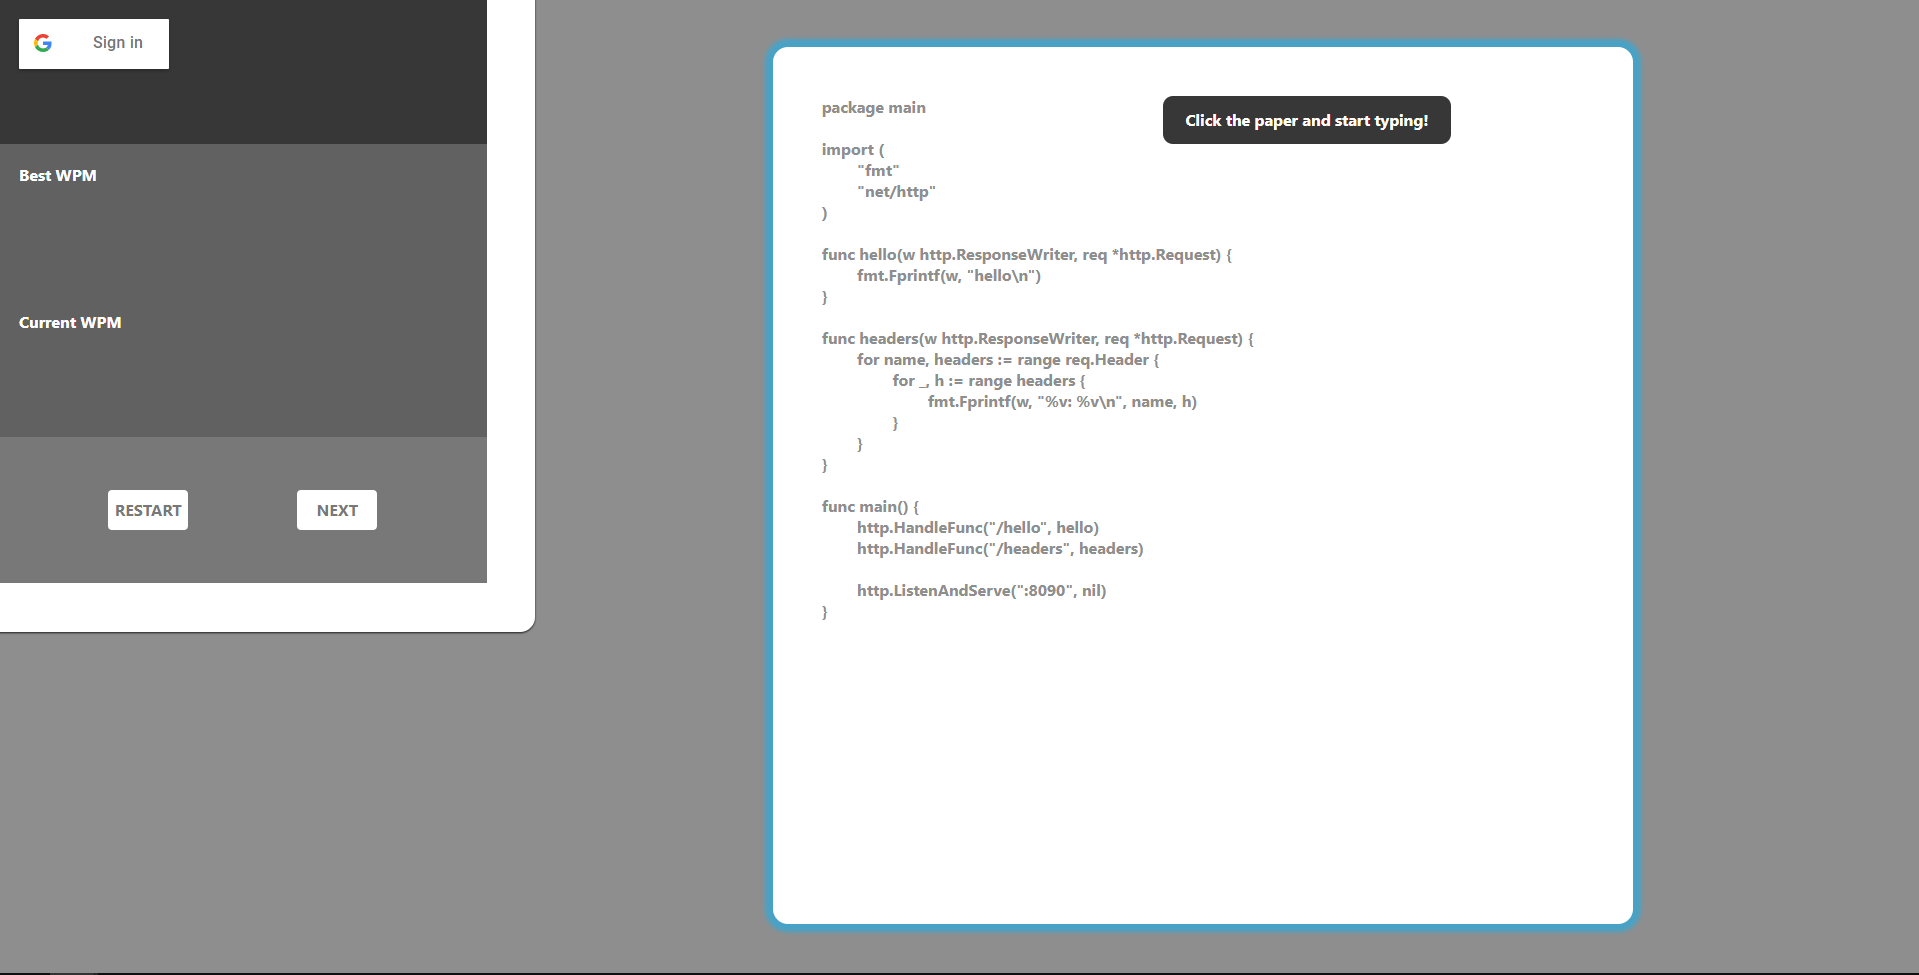 Sign in
Best WPM
Current WPM
RESTART
NEXT
Click the paper and start typing!
package main

import (
	"fmt"
	"net/http"
)

func hello(w http.ResponseWriter, req *http.Request) {
	fmt.Fprintf(w, "hello\n")
}

func headers(w http.ResponseWriter, req *http.Request) {
	for name, headers := range req.Header {
		for _, h := range headers {
			fmt.Fprintf(w, "%v: %v\n", name, h)
		}
	}
}

func main() {
	http.HandleFunc("/hello", hello)
	http.HandleFunc("/headers", headers)

	http.ListenAndServe(":8090", nil)
}